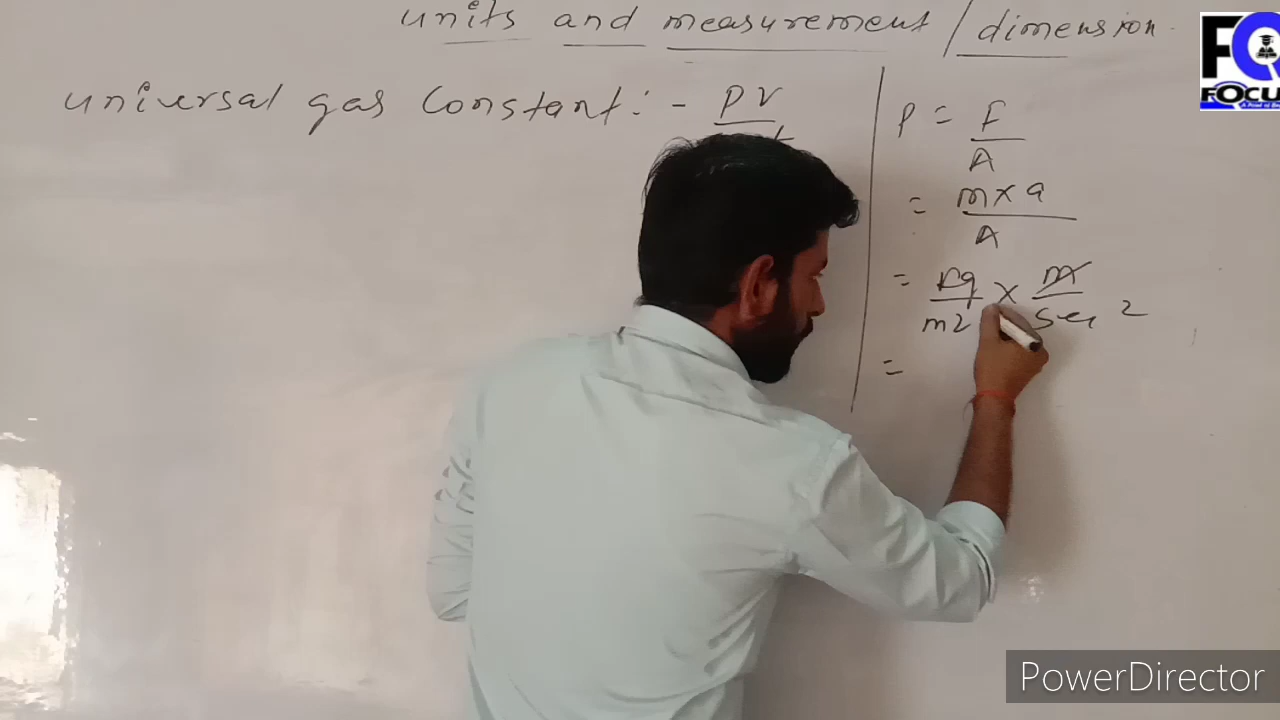 units and measurement / dimension
universal gas constant :- PV
P = F
A
= m x a
A
= kg x m
m2 sec 2
=
FOCUS
PowerDirector